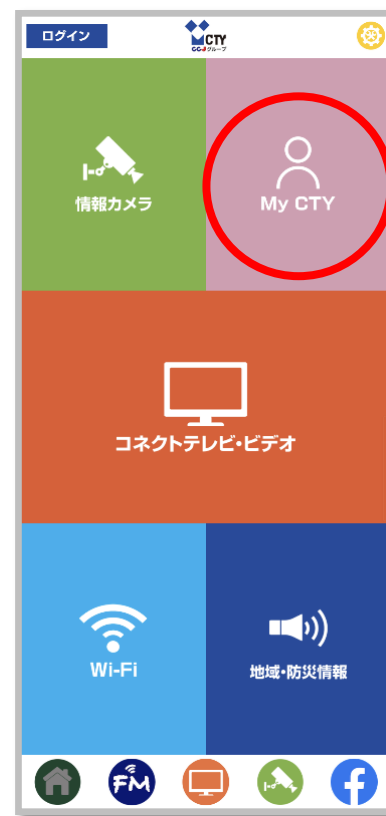 ログイン
CTY
CCJグループ
情報カメラ
My CTY
コネクトテレビ・ビデオ
Wi-Fi
地域・防災情報
FM